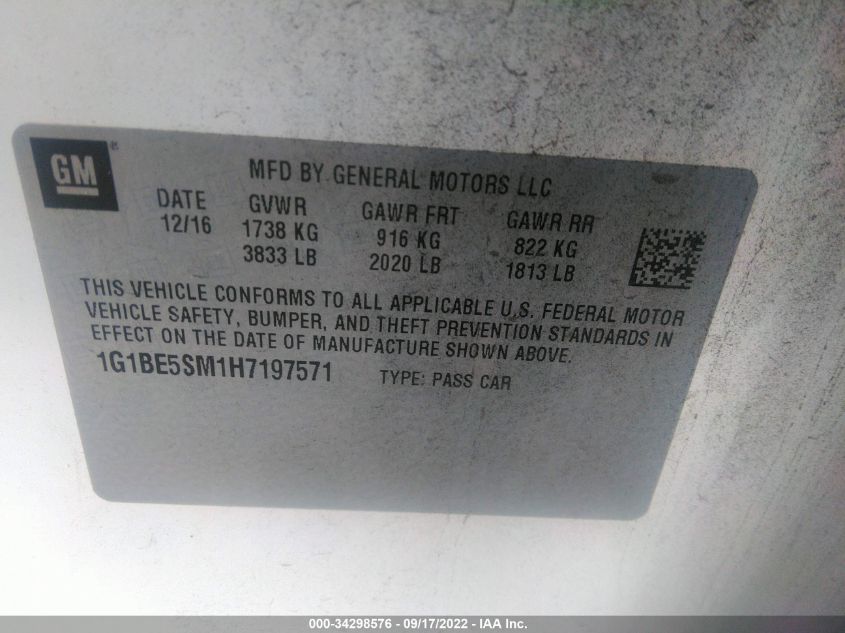 GM
MFD BY GENERAL MOTORS LLC
DATE GVWR GAWR FRT GAWR RR
12/16 1738 KG 916 KG 822 KG
3833 LB 2020 LB 1813 LB
THIS VEHICLE CONFORMS TO ALL APPLICABLE U.S. FEDERAL MOTOR
VEHICLE SAFETY, BUMPER, AND THEFT PREVENTION STANDARDS IN
EFFECT ON THE DATE OF MANUFACTURE SHOWN ABOVE.
1G1BE5SM1H7197571 TYPE: PASS CAR
000-34298576 - 09/17/2022 - IAA Inc.